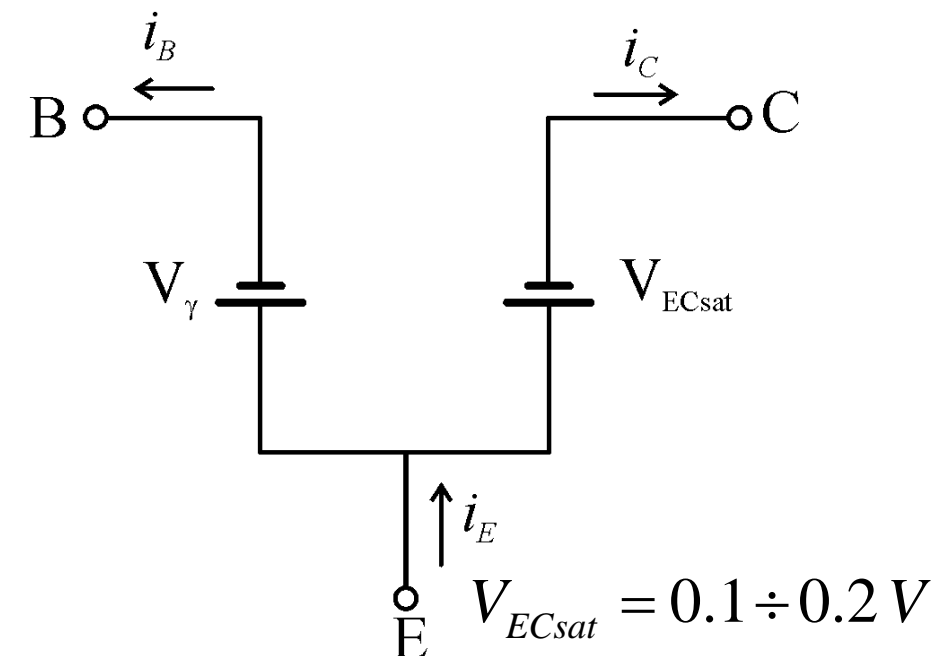 i_B
i_C
B
C
V_γ
V_ECsat
i_E
E
V_ECsat = 0.1÷0.2 V